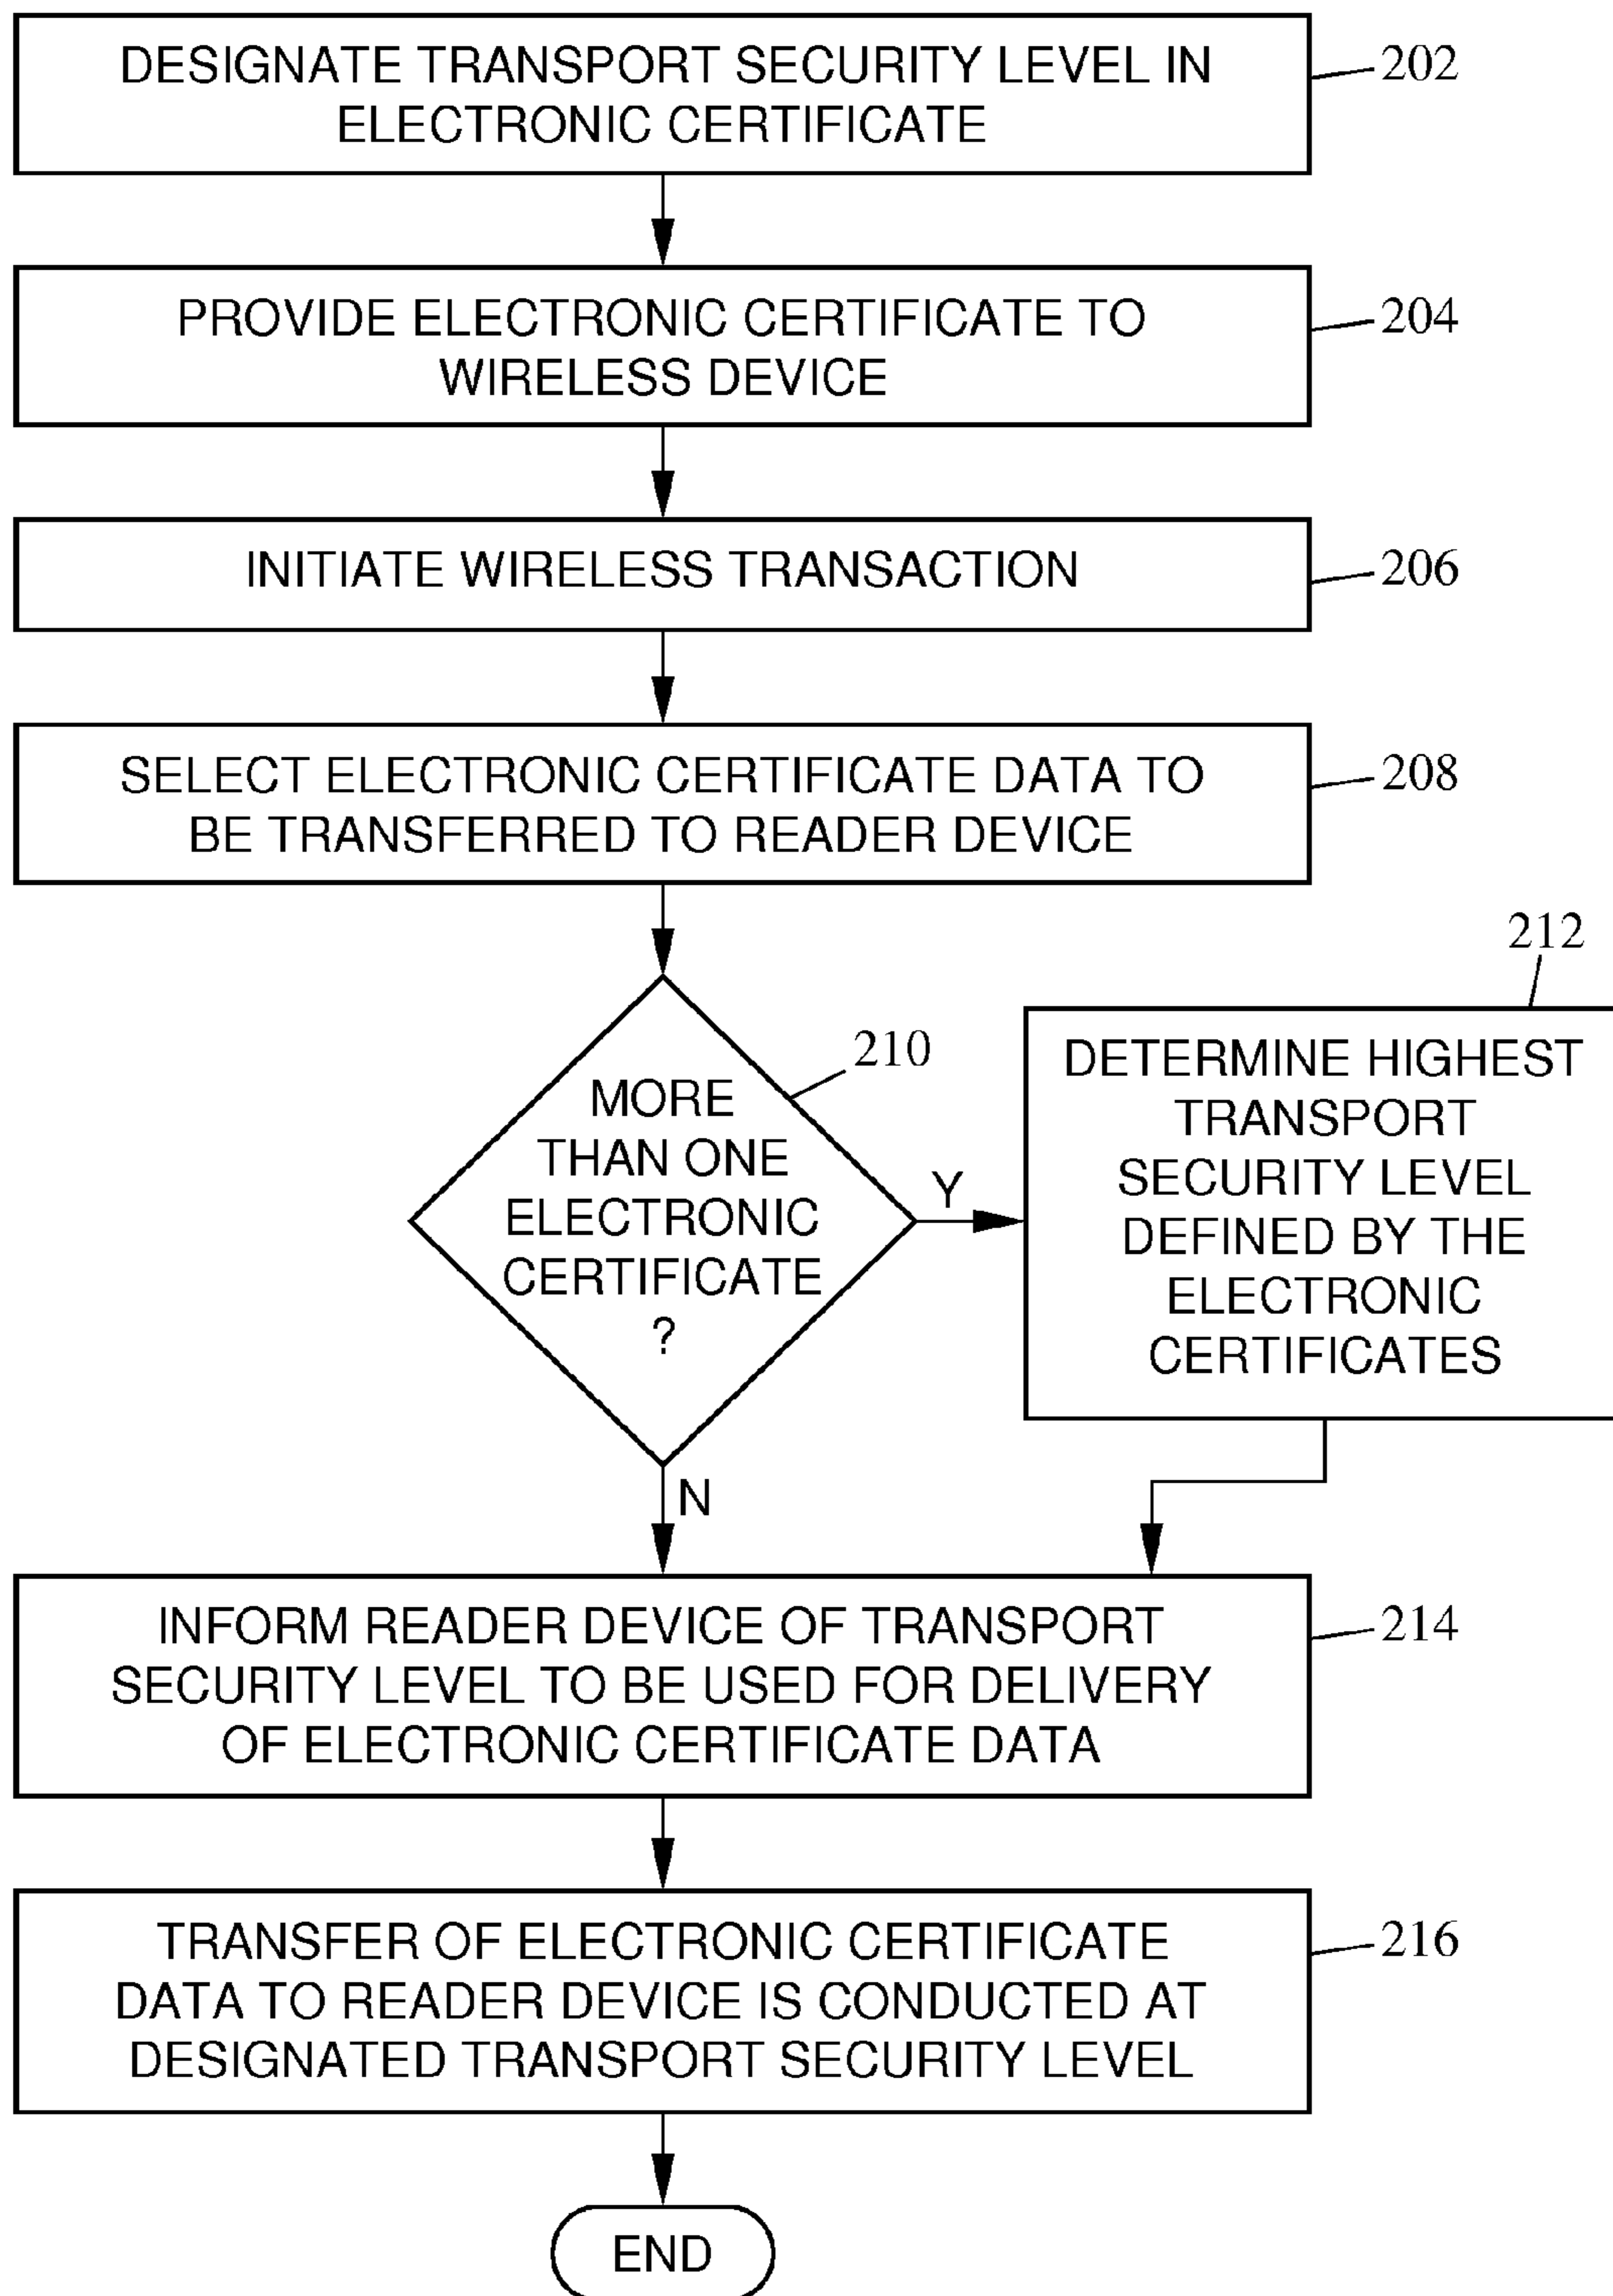 DESIGNATE TRANSPORT SECURITY LEVEL IN
ELECTRONIC CERTIFICATE
202
PROVIDE ELECTRONIC CERTIFICATE TO
WIRELESS DEVICE
204
INITIATE WIRELESS TRANSACTION
206
SELECT ELECTRONIC CERTIFICATE DATA TO
BE TRANSFERRED TO READER DEVICE
208
MORE
THAN ONE
ELECTRONIC
CERTIFICATE
?
210
Y
N
212
DETERMINE HIGHEST
TRANSPORT
SECURITY LEVEL
DEFINED BY THE
ELECTRONIC
CERTIFICATES
INFORM READER DEVICE OF TRANSPORT
SECURITY LEVEL TO BE USED FOR DELIVERY
OF ELECTRONIC CERTIFICATE DATA
214
TRANSFER OF ELECTRONIC CERTIFICATE
DATA TO READER DEVICE IS CONDUCTED AT
DESIGNATED TRANSPORT SECURITY LEVEL
216
END